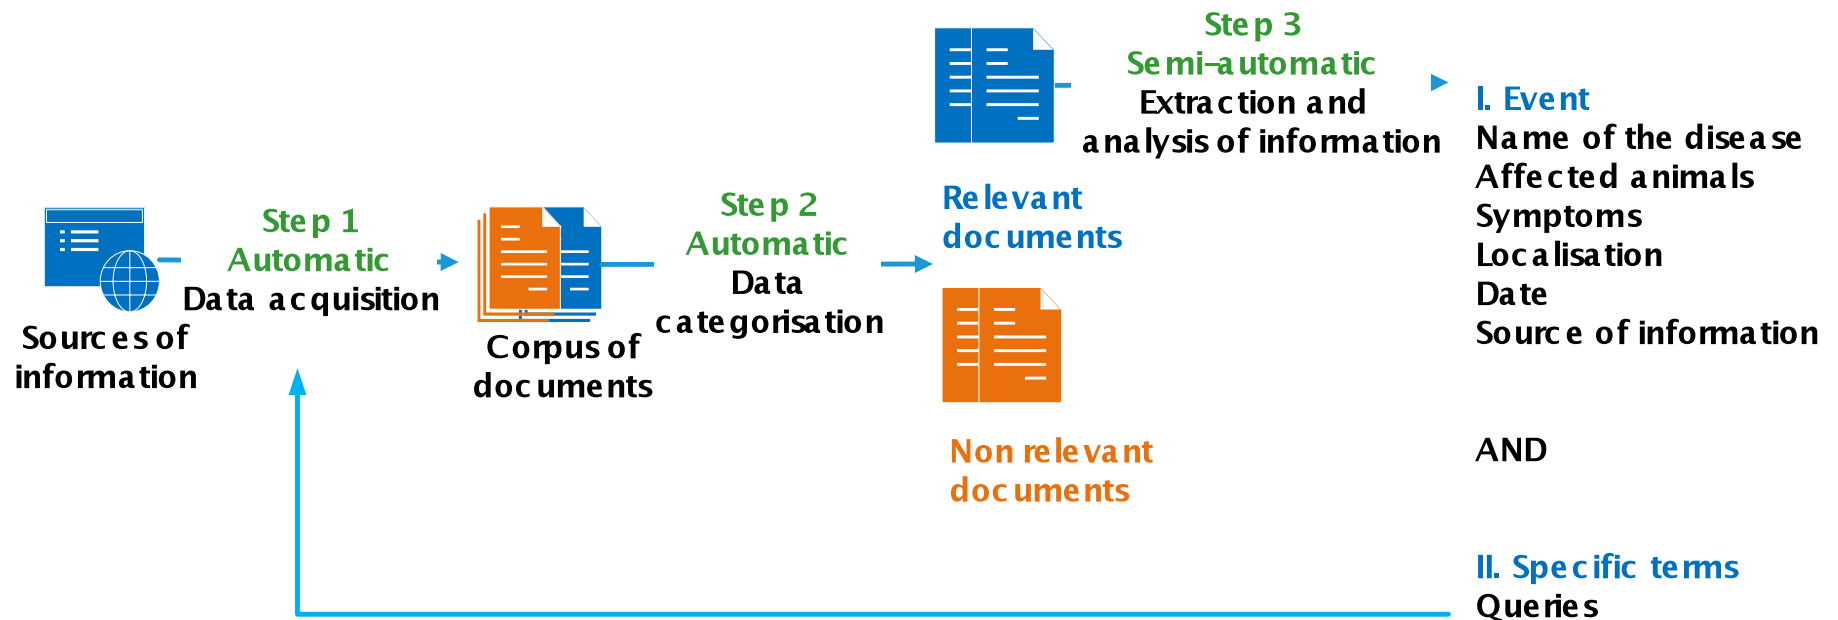 Sources of
information
Step 1
Automatic
Data acquisition
Corpus of
documents
Step 2
Automatic
Data
categorisation
Relevant
documents
Non relevant
documents
Step 3
Semi-automatic
Extraction and
analysis of information
I. Event
Name of the disease
Affected animals
Symptoms
Localisation
Date
Source of information
AND
II. Specific terms
Queries